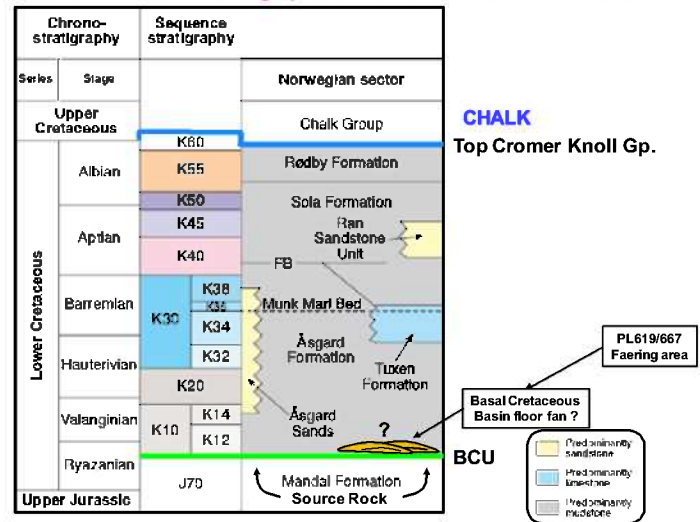 Chrono-
stratigraphy
Sequence
stratigraphy
Series
Stage
Norwegian sector
Upper
Cretaceous
Chalk Group
CHALK
K60
Top Cromer Knoll Gp.
Lower Cretaceous
Albian
K55
Rødby Formation
K50
Sola Formation
Aptian
K45
Ran
Sandstone
Unit
K40
FB
Barremian
K30
K38
K36
Munk Marl Bed
K34
Åsgard
Formation
Hauterivian
K32
Tuxen
Formation
PL619/667
Faering area
K20
Basal Cretaceous
Basin floor fan ?
Valanginian
K10
K14
Åsgard
Sands
?
K12
Ryazanian
BCU
J70
Mandal Formation
Source Rock
Upper Jurassic
Predominantly
sandstone
Predominantly
limestone
Predominantly
mudstone